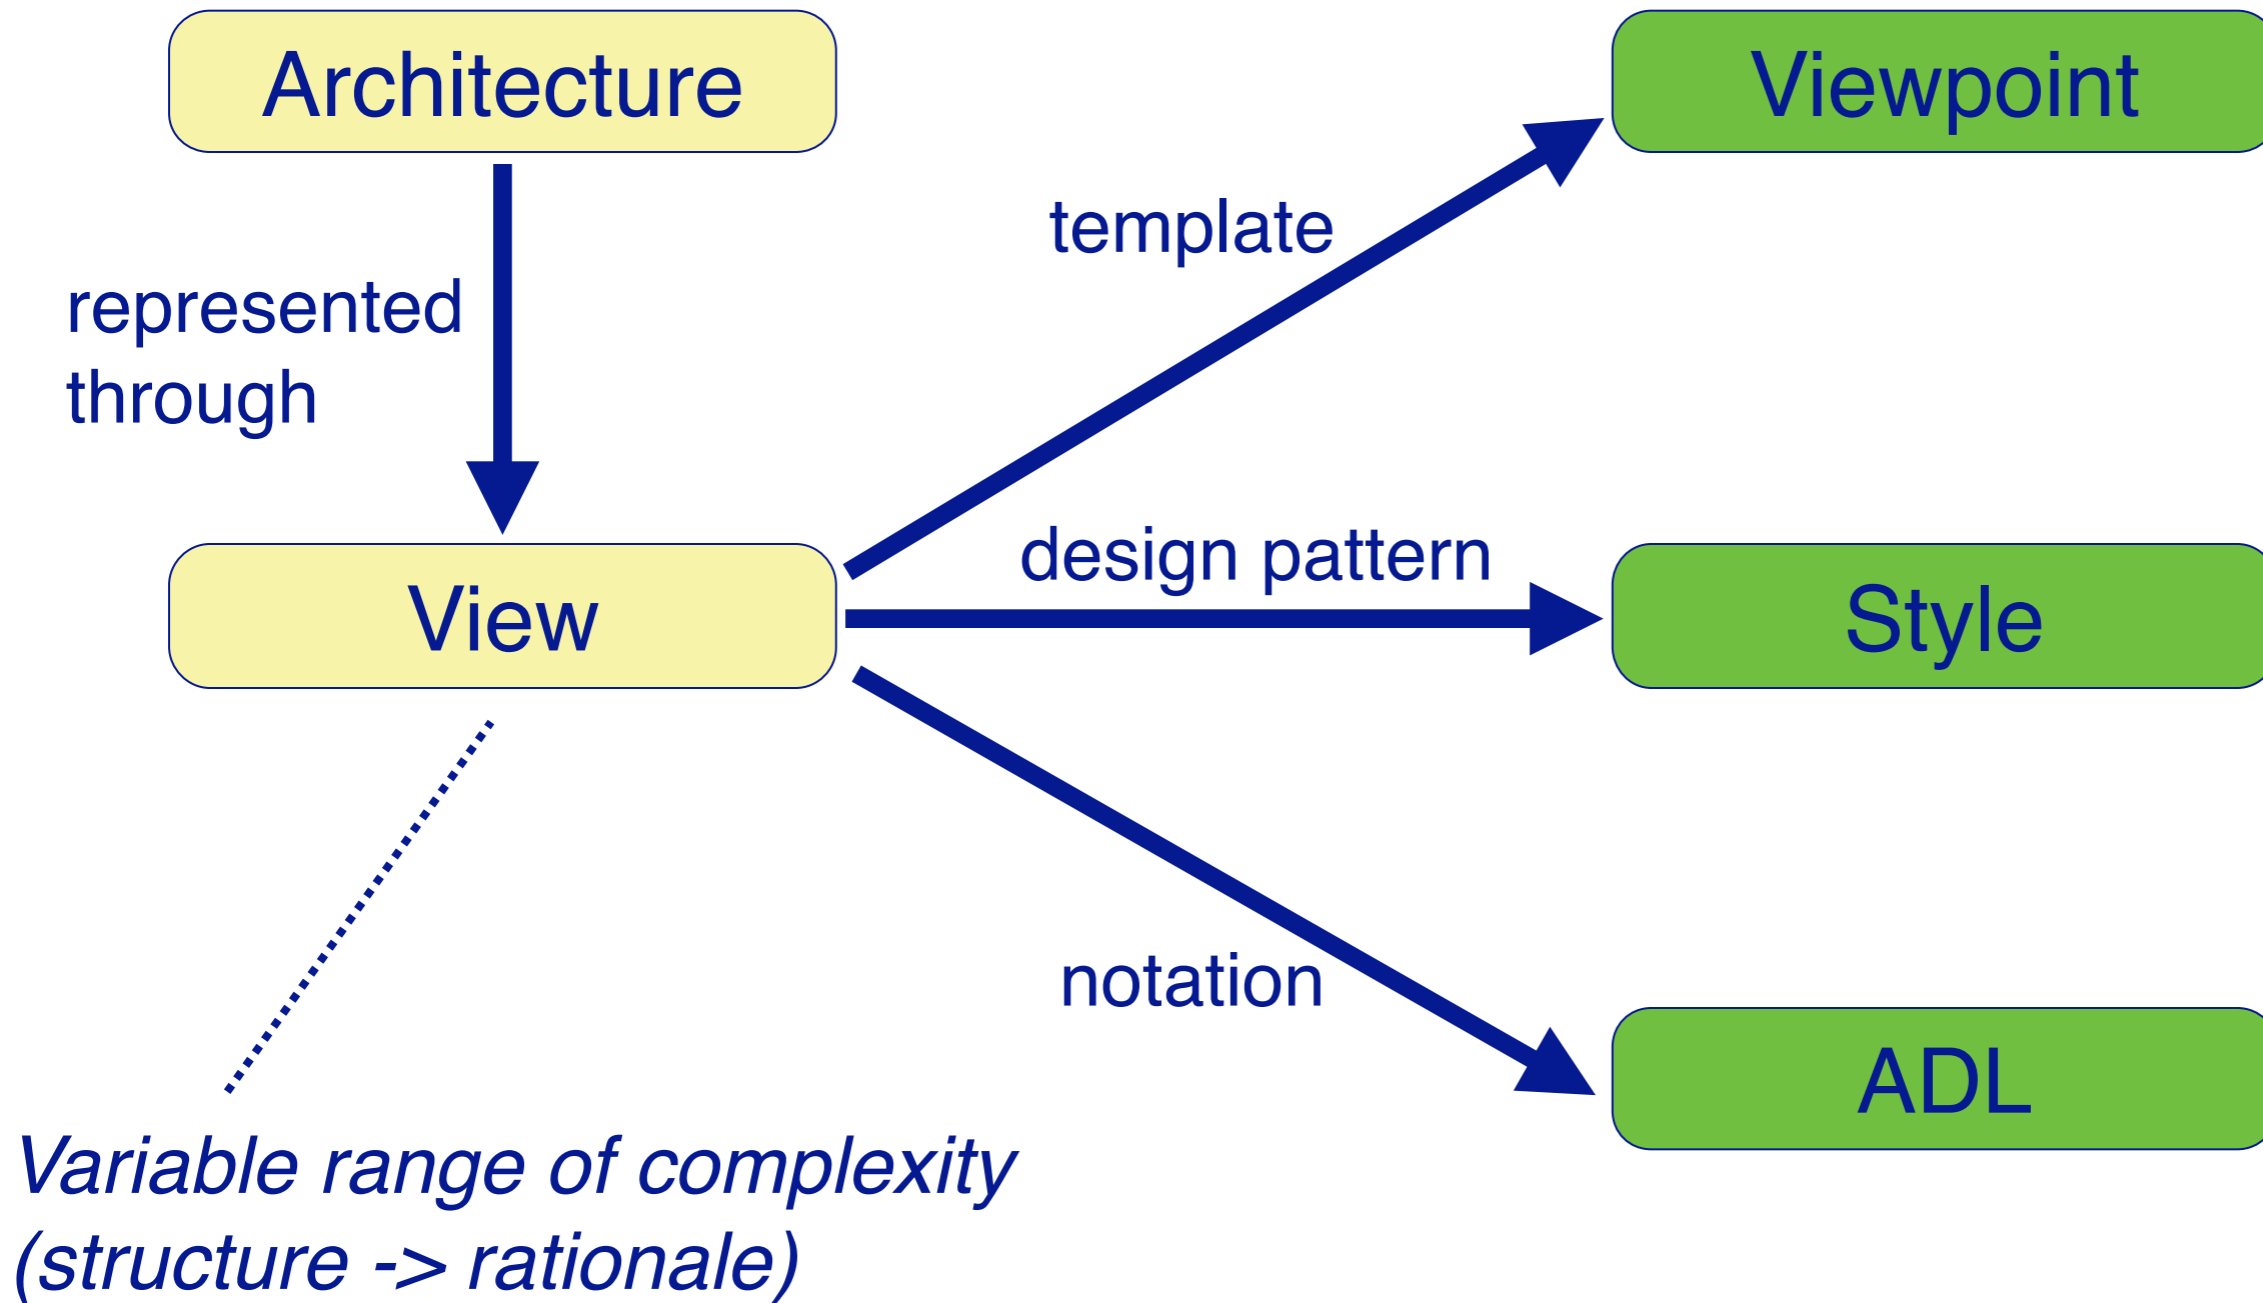 Architecture
Viewpoint
template
represented
through
design pattern
View
Style
notation
ADL
Variable range of complexity
(structure -> rationale)